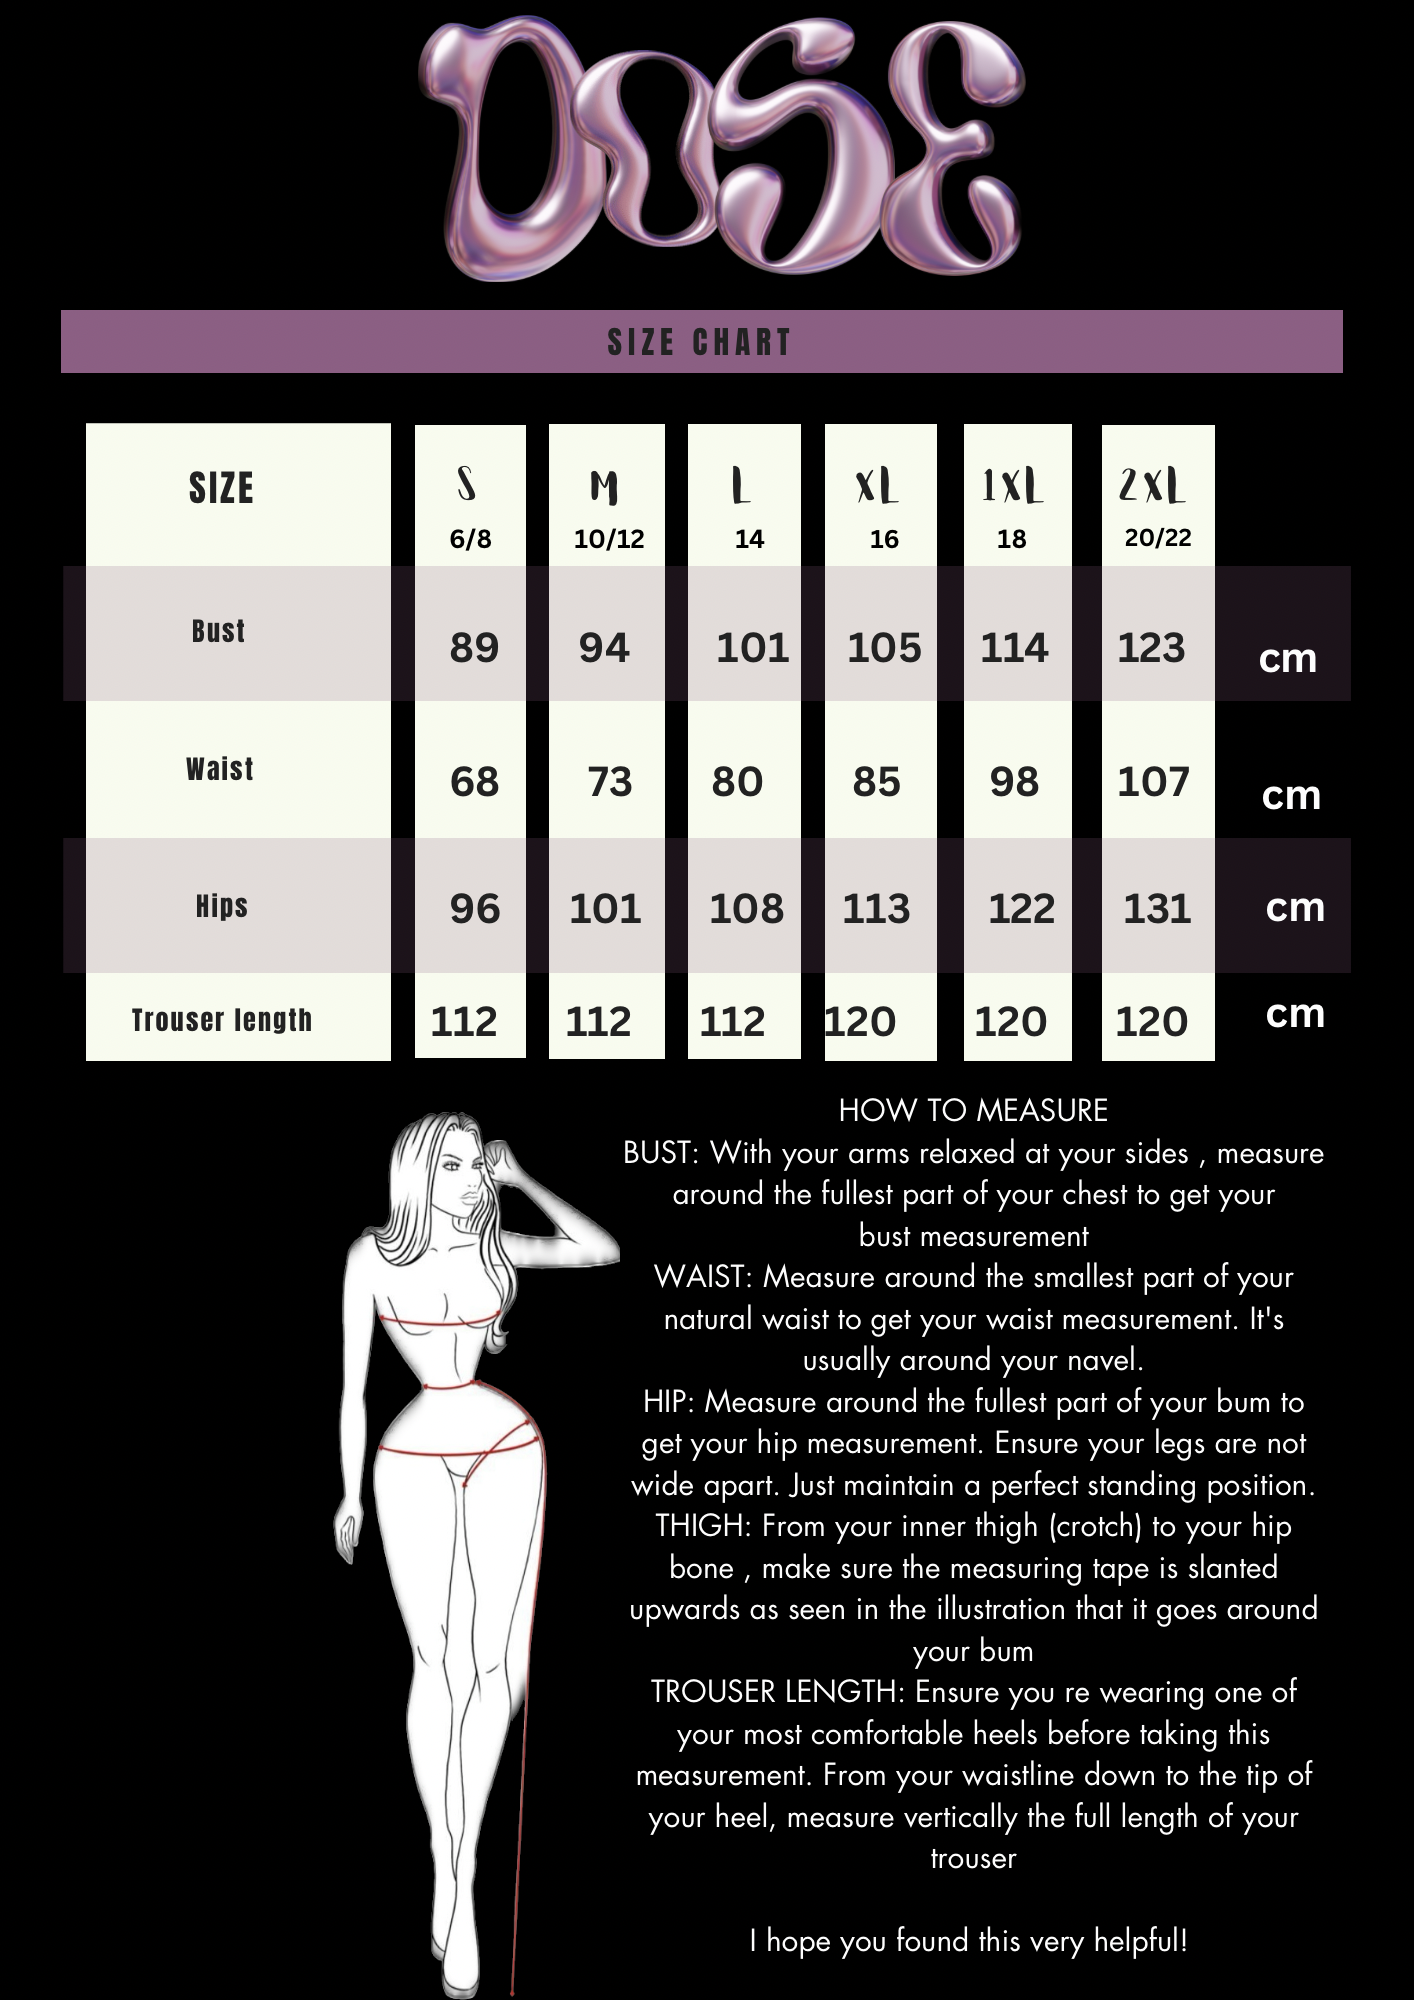 DOSE
SIZE CHART
SIZE S M L XL 1XL 2XL
6/8 10/12 14 16 18 20/22
Bust 89 94 101 105 114 123 cm
Waist 68 73 80 85 98 107 cm
Hips 96 101 108 113 122 131 cm
Trouser length 112 112 112 120 120 120 cm
HOW TO MEASURE
BUST: With your arms relaxed at your sides , measure
around the fullest part of your chest to get your
bust measurement
WAIST: Measure around the smallest part of your
natural waist to get your waist measurement. It's
usually around your navel.
HIP: Measure around the fullest part of your bum to
get your hip measurement. Ensure your legs are not
wide apart. Just maintain a perfect standing position.
THIGH: From your inner thigh (crotch) to your hip
bone , make sure the measuring tape is slanted
upwards as seen in the illustration that it goes around
your bum
TROUSER LENGTH: Ensure you re wearing one of
your most comfortable heels before taking this
measurement. From your waistline down to the tip of
your heel, measure vertically the full length of your
trouser
I hope you found this very helpful!